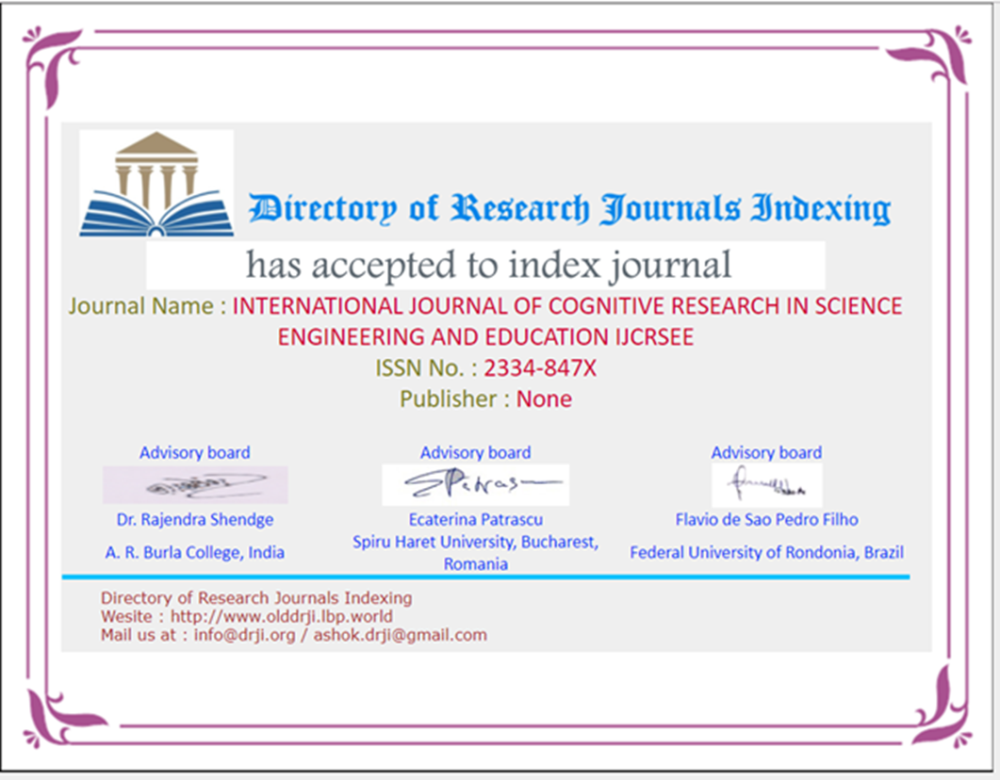 Directory of Research Journals Indexing
has accepted to index journal
Journal Name : INTERNATIONAL JOURNAL OF COGNITIVE RESEARCH IN SCIENCE
ENGINEERING AND EDUCATION IJCRSEE
ISSN No. : 2334-847X
Publisher : None
Advisory board
Advisory board
Advisory board
Dr. Rajendra Shendge
Ecaterina Patrascu
Flavio de Sao Pedro Filho
A. R. Burla College, India
Spiru Haret University, Bucharest,
Romania
Federal University of Rondonia, Brazil
Directory of Research Journals Indexing
Wesite : http://www.olddrji.lbp.world
Mail us at : info@drji.org / ashok.drji@gmail.com